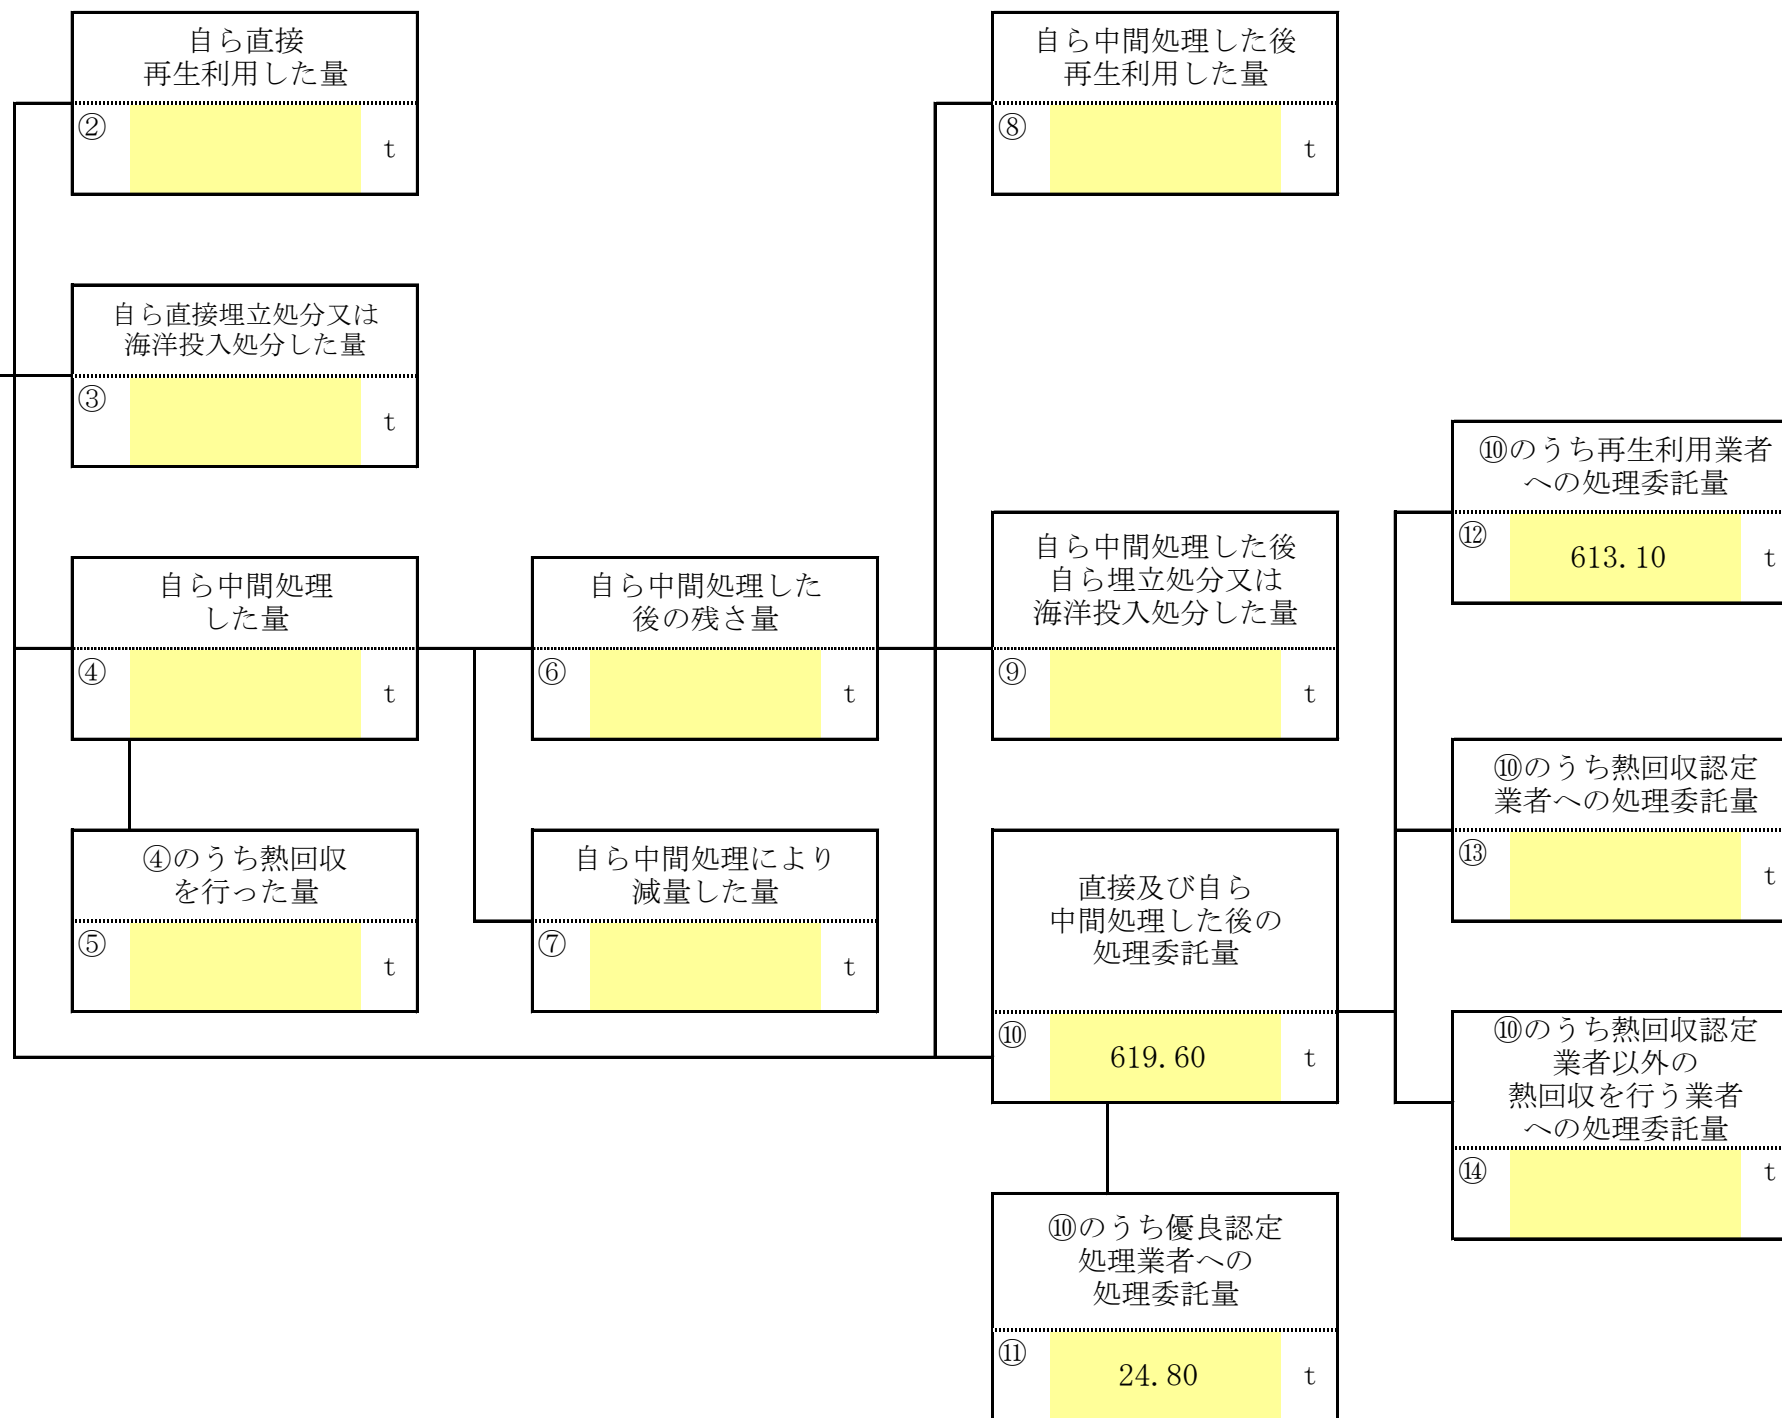 自ら直接
再生利用した量
②
t
自ら中間処理した後
再生利用した量
⑧
t
自ら直接埋立処分又は
海洋投入処分した量
③
t
⑩のうち再生利用業者
への処理委託量
⑫
613.10
t
自ら中間処理
した量
④
t
自ら中間処理した
後の残さ量
⑥
t
自ら中間処理した後
自ら埋立処分又は
海洋投入処分した量
⑨
t
⑩のうち熱回収認定
業者への処理委託量
⑬
t
④のうち熱回収
を行った量
⑤
t
自ら中間処理により
減量した量
⑦
t
直接及び自ら
中間処理した後の
処理委託量
⑩
619.60
t
⑩のうち熱回収認定
業者以外の
熱回収を行う業者
への処理委託量
⑭
t
⑩のうち優良認定
処理業者への
処理委託量
⑪
24.80
t